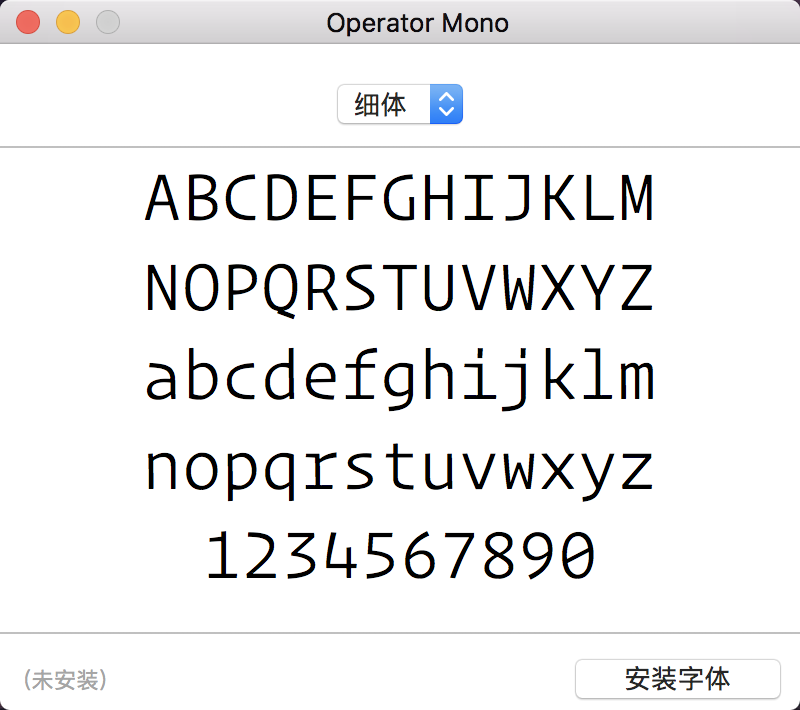 Operator Mono
细体
ABCDEFGHIJKLM
NOPQRSTUVWXYZ
abcdefghijklm
nopqrstuvwxyz
1234567890
(未安装)
安装字体